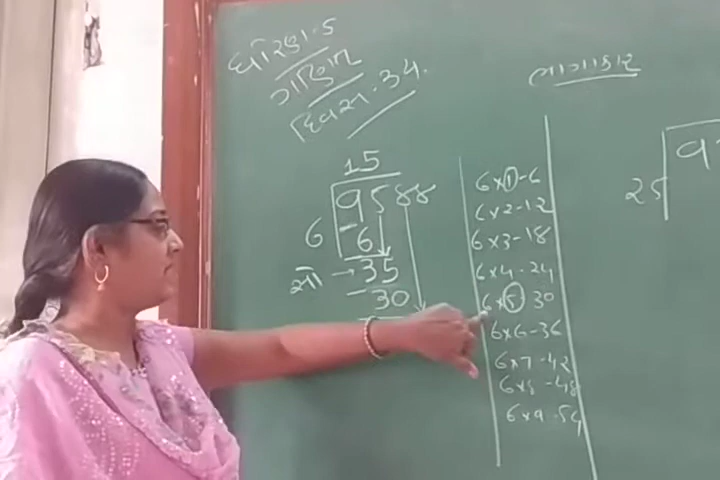 ધોરણ.5
ગણિત
દિવસ.34.
ભાગાકાર
15
6 9588
- 6
સો → 35
- 30
6×1-6
6×2-12
6×3-18
6×4-24
6×5-30
6×6-36
6×7-42
6×8-48
6×9-54
25